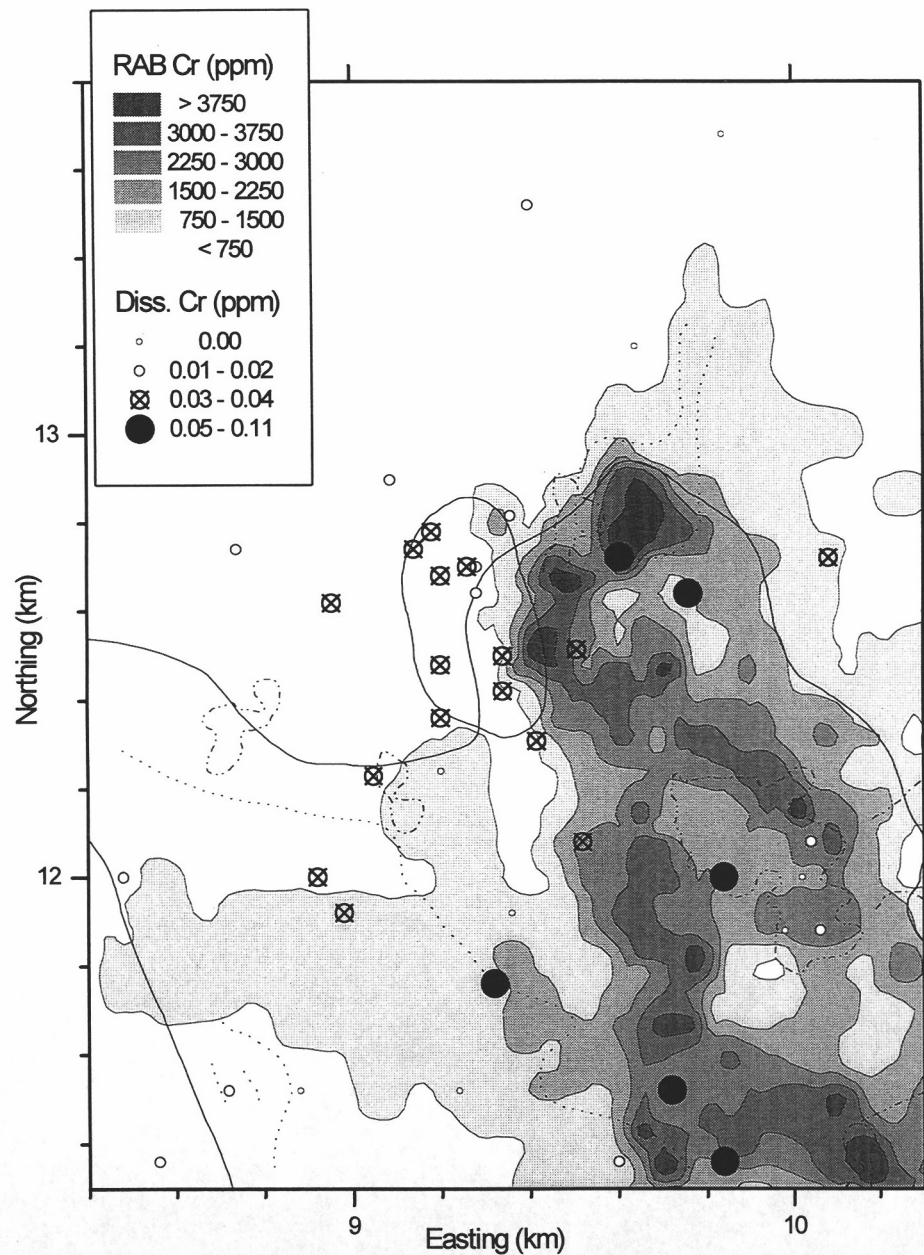 RAB Cr (ppm)
> 3750
3000 - 3750
2250 - 3000
1500 - 2250
750 - 1500
< 750
Diss. Cr (ppm)
0.00
0.01 - 0.02
0.03 - 0.04
0.05 - 0.11
13
12
Northing (km)
9
10
Easting (km)